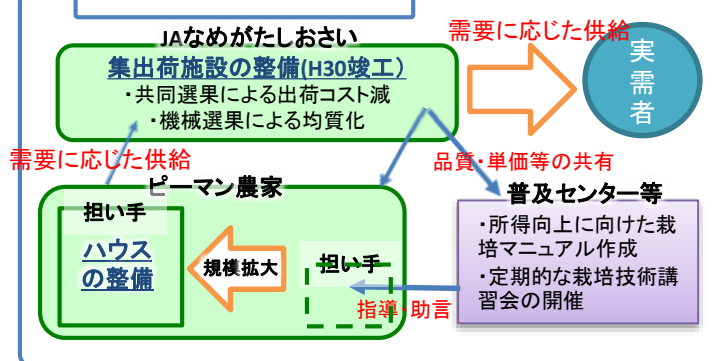 JAなめがたしおさい
集出荷施設の整備(H30竣工)
・共同選果による出荷コスト減
・機械選果による均質化
需要に応じた供給
実
需
者
需要に応じた供給
品質・単価等の共有
ピーマン農家
担い手
ハウス
の整備
規模拡大
担い手
指導・助言
普及センター等
・所得向上に向けた栽
培マニュアル作成
・定期的な栽培技術講
習会の開催